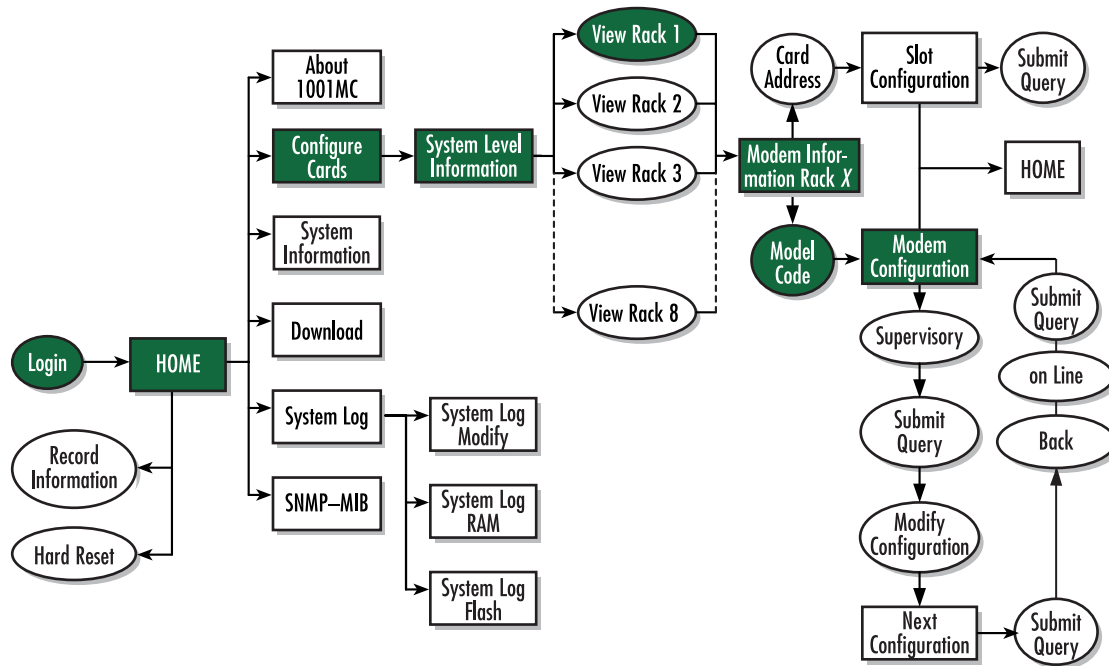 Login
HOME
Record
Information
Hard Reset
About
1001MC
Configure
Cards
System
Information
Download
System Log
SNMP–MIB
System Level
Information
System Log
Modify
System Log
RAM
System Log
Flash
View Rack 1
View Rack 2
View Rack 3
View Rack 8
Modem Infor-
mation Rack X
Card
Address
Model
Code
Slot
Configuration
Submit
Query
HOME
Modem
Configuration
Supervisory
Submit
Query
Modify
Configuration
Next
Configuration
Submit
Query
Back
on Line
Submit
Query